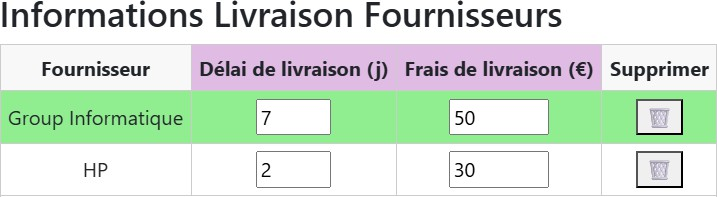 Informations Livraison Fournisseurs
Fournisseur Délai de livraison (j) Frais de livraison (€) Supprimer
Group Informatique 7 50
HP 2 30